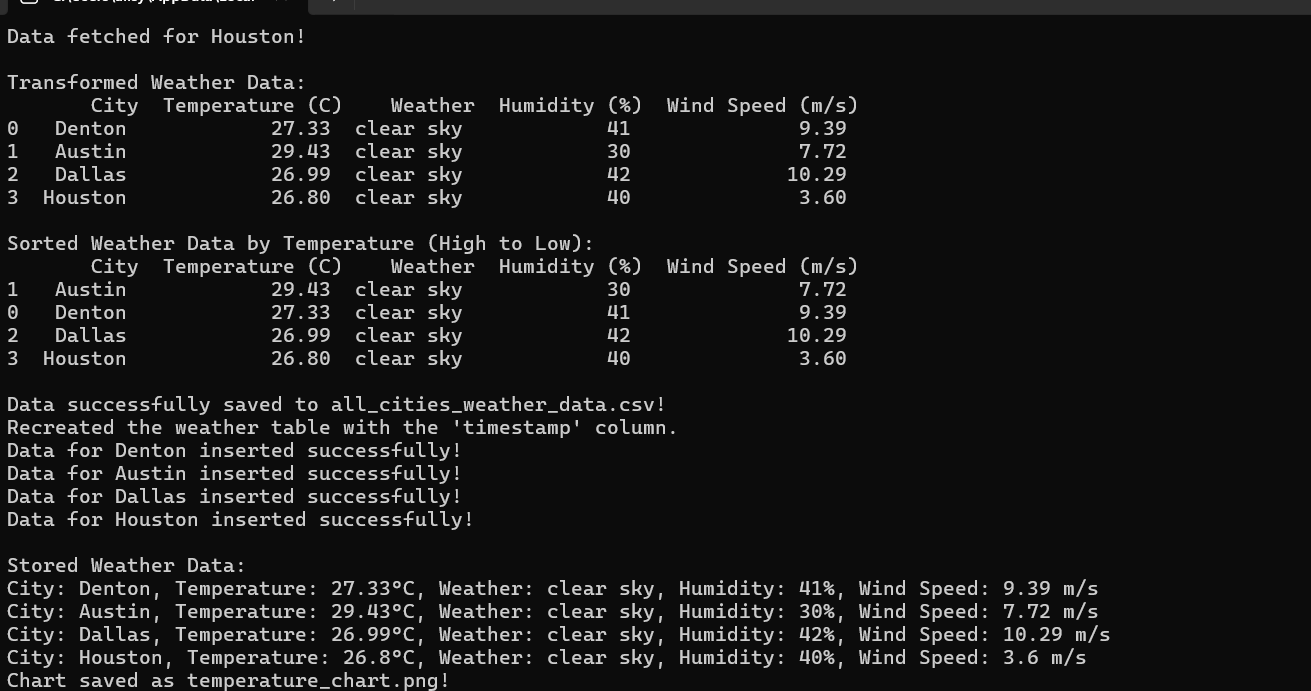 Data fetched for Houston!
Transformed Weather Data:
City Temperature (C) Weather Humidity (%) Wind Speed (m/s)
0 Denton 27.33 clear sky 41 9.39
1 Austin 29.43 clear sky 30 7.72
2 Dallas 26.99 clear sky 42 10.29
3 Houston 26.80 clear sky 40 3.60
Sorted Weather Data by Temperature (High to Low):
City Temperature (C) Weather Humidity (%) Wind Speed (m/s)
1 Austin 29.43 clear sky 30 7.72
0 Denton 27.33 clear sky 41 9.39
2 Dallas 26.99 clear sky 42 10.29
3 Houston 26.80 clear sky 40 3.60
Data successfully saved to all_cities_weather_data.csv!
Recreated the weather table with the 'timestamp' column.
Data for Denton inserted successfully!
Data for Austin inserted successfully!
Data for Dallas inserted successfully!
Data for Houston inserted successfully!
Stored Weather Data:
City: Denton, Temperature: 27.33°C, Weather: clear sky, Humidity: 41%, Wind Speed: 9.39 m/s
City: Austin, Temperature: 29.43°C, Weather: clear sky, Humidity: 30%, Wind Speed: 7.72 m/s
City: Dallas, Temperature: 26.99°C, Weather: clear sky, Humidity: 42%, Wind Speed: 10.29 m/s
City: Houston, Temperature: 26.8°C, Weather: clear sky, Humidity: 40%, Wind Speed: 3.6 m/s
Chart saved as temperature_chart.png!